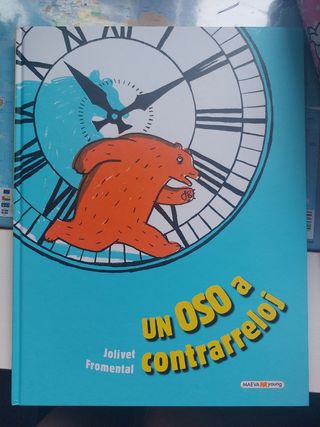 UN OSO a
contrarreloj
Jolivet
Fromental
MAEVA young